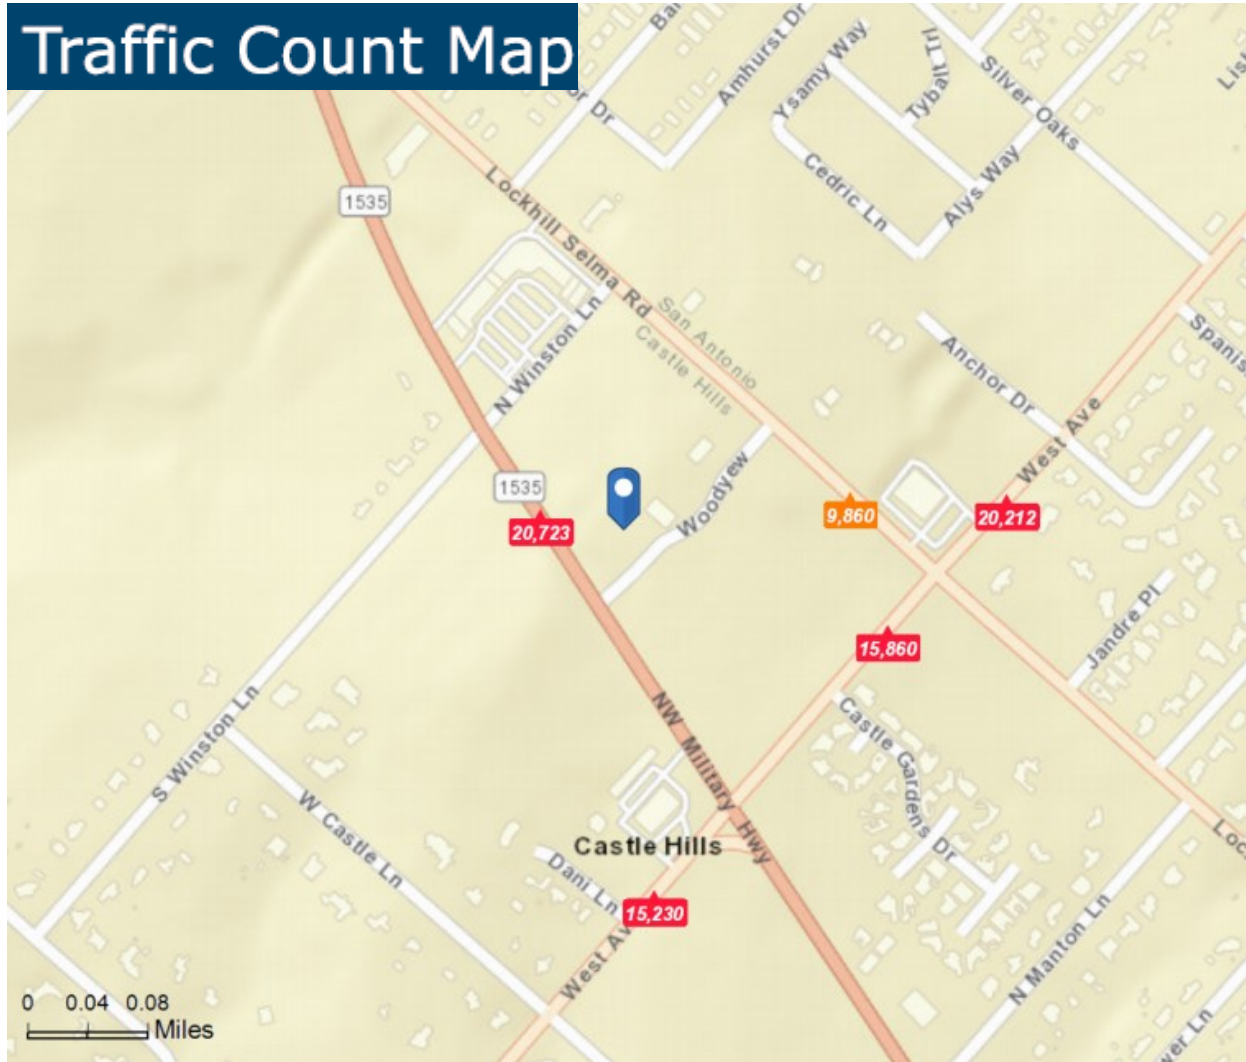 Traffic Count Map
Ysamy Way
Tybalt Trl
Amhurst Dr
Silver Oaks
Dr
Cedric Ln
Alys Way
1535
Lockhill Selma Rd
San Antonio
Castle Hills
N Winston Ln
Anchor Dr
West Ave
1535
Woodyew
20,723
9,860
20,212
15,860
Jandre Pl
S Winston Ln
NW Military Hwy
Castle Gardens Dr
W Castle Ln
Castle Hills
Dani Ln
15,230
West Av
N Manton Ln
0 0.04 0.08
Miles